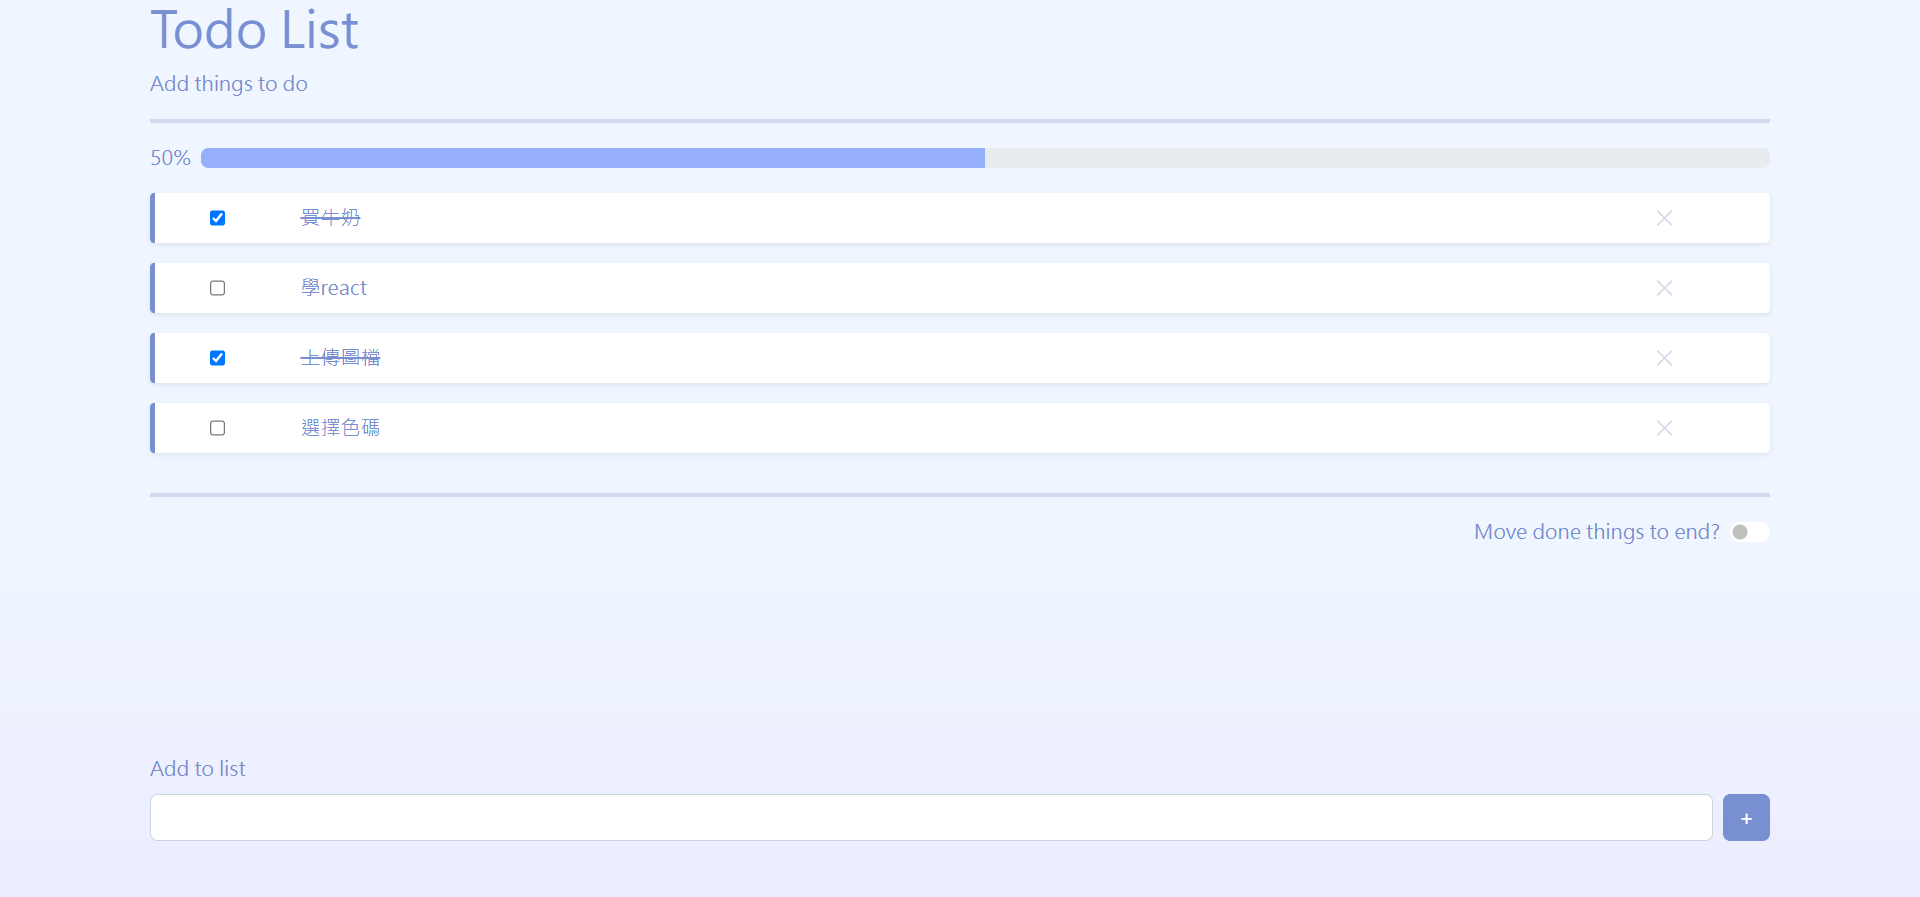 Todo List
Add things to do
50%
買牛奶
學react
上傳圖檔
選擇色碼
Move done things to end?
Add to list
+